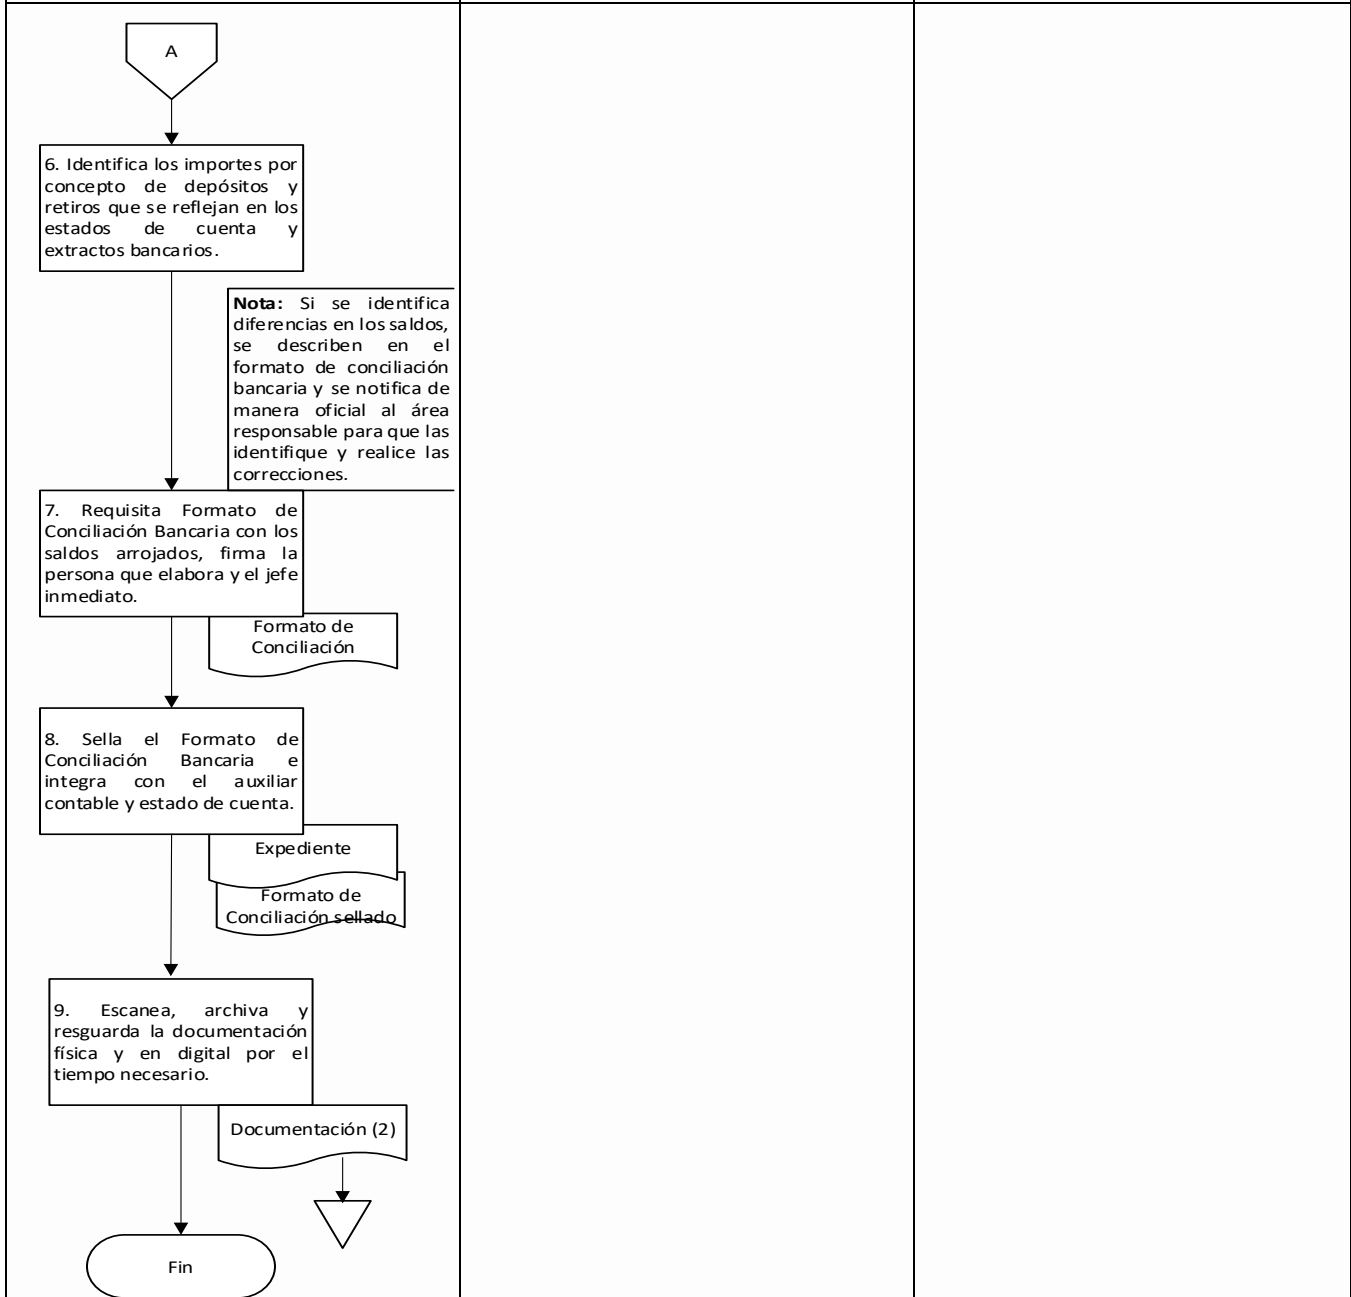 A
6. Identifica los importes por
concepto de depósitos y
retiros que se reflejan en los
estados de cuenta y
extractos bancarios.
Nota: Si se identifica
diferencias en los saldos,
se describen en el
formato de conciliación
bancaria y se notifica de
manera oficial al área
responsable para que las
identifique y realice las
correcciones.
7. Requisita Formato de
Conciliación Bancaria con los
saldos arrojados, firma la
persona que elabora y el jefe
inmediato.
Formato de
Conciliación
8. Sella el Formato de
Conciliación Bancaria e
integra con el auxiliar
contable y estado de cuenta.
Expediente
Formato de
Conciliación sellado
9. Escanea, archiva y
resguarda la documentación
física y en digital por el
tiempo necesario.
Documentación (2)
Fin